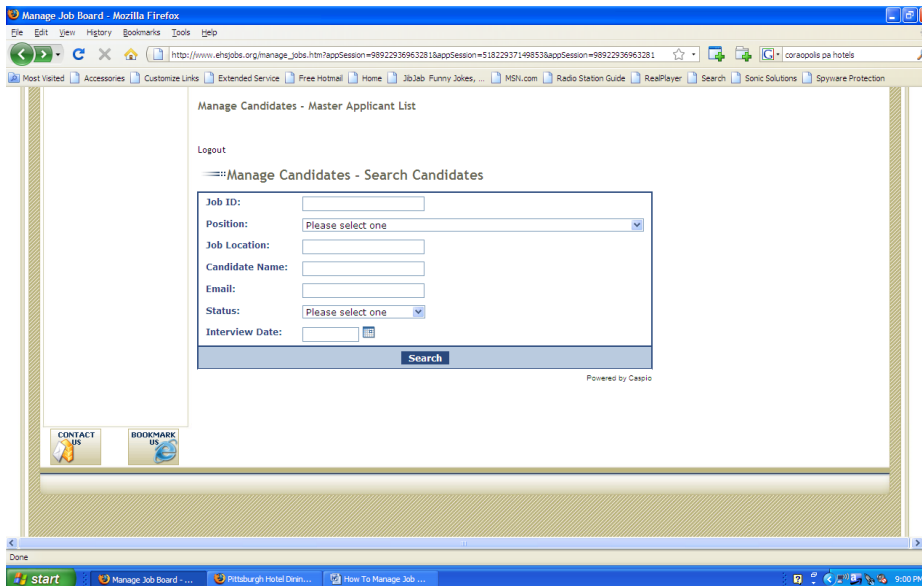 Manage Job Board - Mozilla Firefox
File Edit View History Bookmarks Tools Help
http://www.ehsjobs.org/manage_jobs.htm?appSession=98922936963281&appSession=51822937149853&appSession=98922936963281
coraopolis pa hotels
Most Visited Accessories Customize Links Extended Service Free Hotmail Home JibJab Funny Jokes, ... MSN.com Radio Station Guide RealPlayer Search Sonic Solutions Spyware Protection
Manage Candidates - Master Applicant List
Logout
Manage Candidates - Search Candidates
Job ID:
Position: Please select one
Job Location:
Candidate Name:
Email:
Status: Please select one
Interview Date:
Search
Powered by Caspio
CONTACT US
BOOKMARK US
Done
start Manage Job Board - ... Pittsburgh Hotel Dinin... How To Manage Job ... 9:00 PM